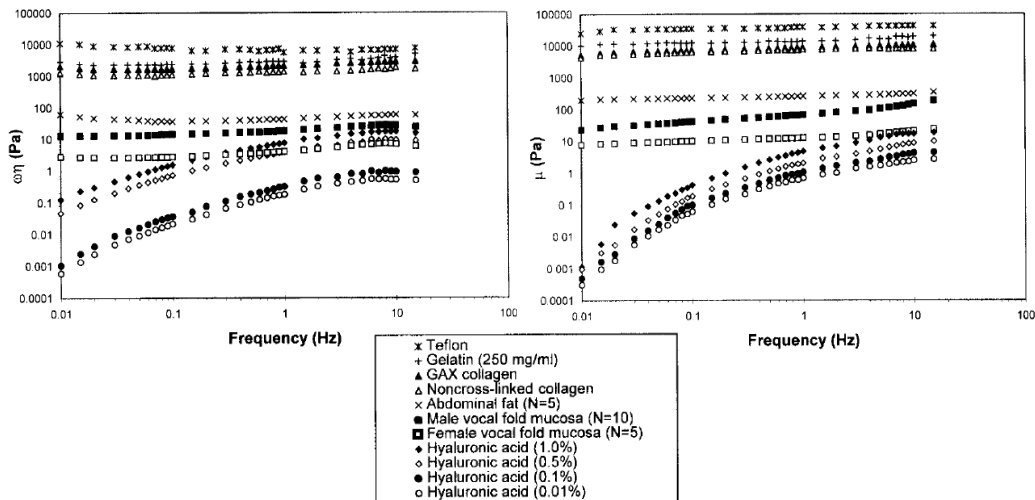 100000
10000
1000
100
10
1
0.1
0.01
0.001
0.0001
ωη (Pa)
0.01 0.1 1 10 100
Frequency (Hz)
100000
10000
1000
100
10
1
0.1
0.01
0.001
0.0001
μ (Pa)
0.01 0.1 1 10 100
Frequency (Hz)
Teflon
Gelatin (250 mg/ml)
GAX collagen
Noncross-linked collagen
Abdominal fat (N=5)
Male vocal fold mucosa (N=10)
Female vocal fold mucosa (N=5)
Hyaluronic acid (1.0%)
Hyaluronic acid (0.5%)
Hyaluronic acid (0.1%)
Hyaluronic acid (0.01%)